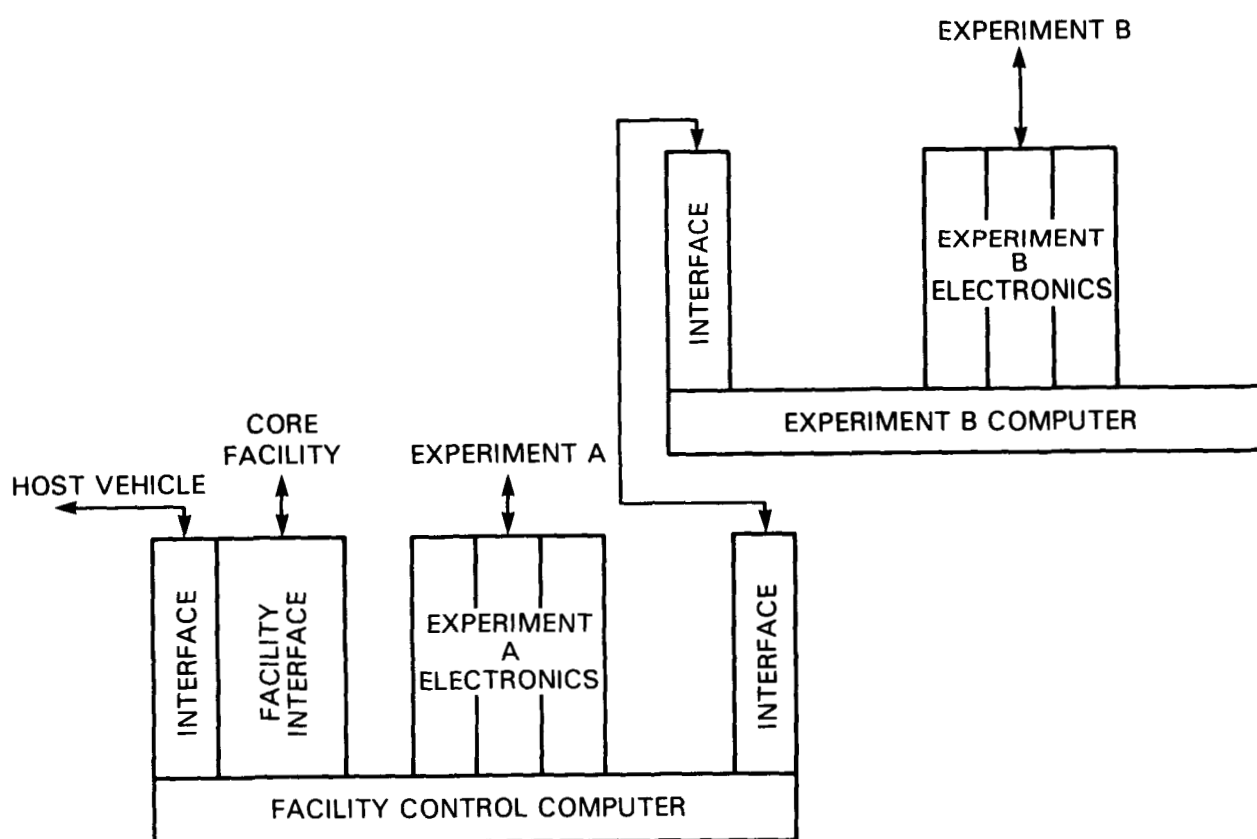 EXPERIMENT B
INTERFACE
EXPERIMENT
B
ELECTRONICS
EXPERIMENT B COMPUTER
CORE
FACILITY
EXPERIMENT A
HOST VEHICLE
INTERFACE
FACILITY
INTERFACE
EXPERIMENT
A
ELECTRONICS
INTERFACE
FACILITY CONTROL COMPUTER